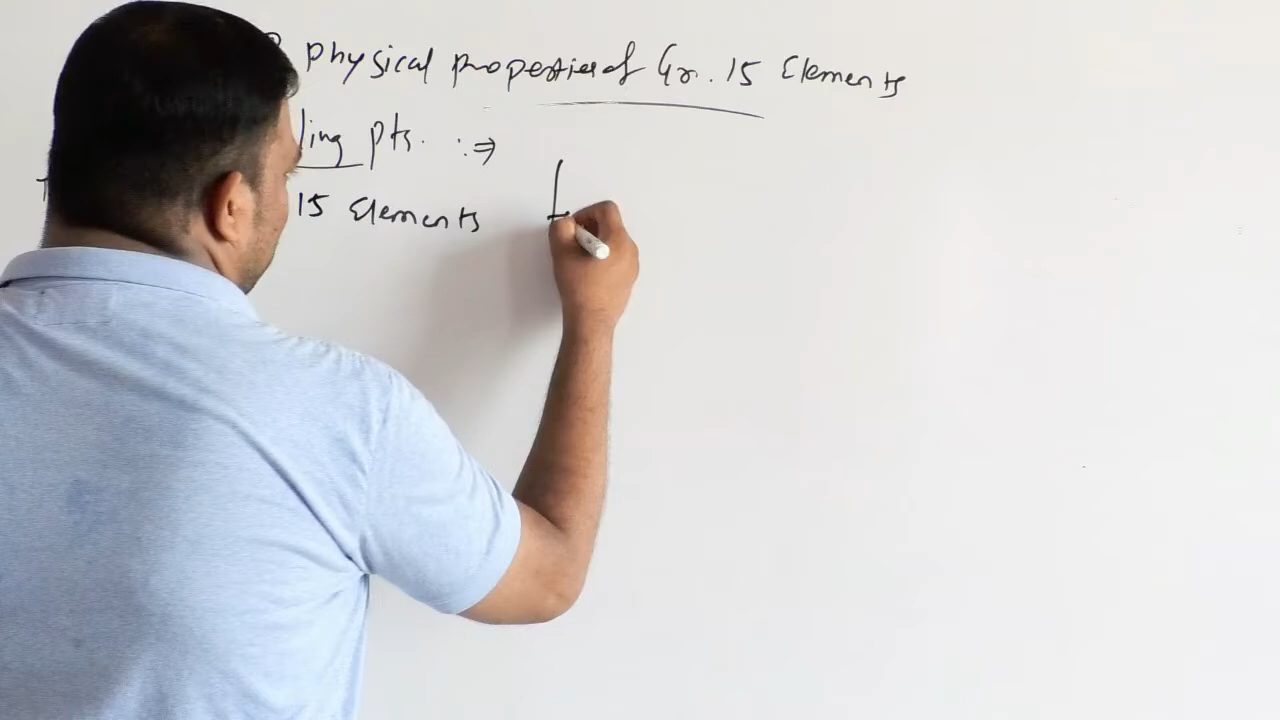 physical properties of Gr. 15 Elements
ling pts. :⇒
15 Elements